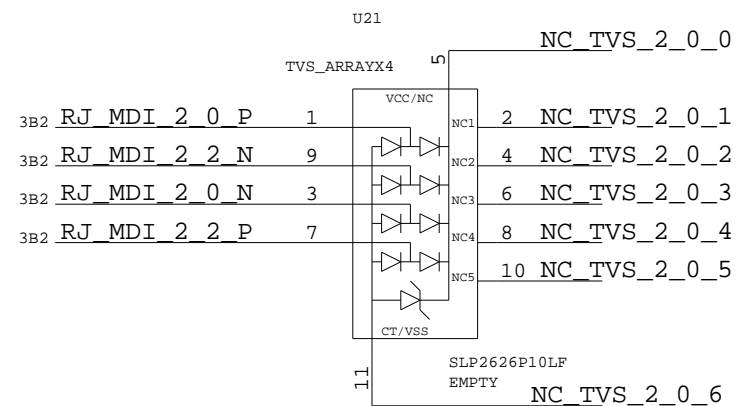 U21
NC_TVS_2_0_0
5
TVS_ARRAYX4
VCC/NC
3B2 RJ_MDI_2_0_P 1 NC1 2 NC_TVS_2_0_1
3B2 RJ_MDI_2_2_N 9 NC2 4 NC_TVS_2_0_2
3B2 RJ_MDI_2_0_N 3 NC3 6 NC_TVS_2_0_3
3B2 RJ_MDI_2_2_P 7 NC4 8 NC_TVS_2_0_4
NC5 10 NC_TVS_2_0_5
CT/VSS
SLP2626P10LF
11
EMPTY
NC_TVS_2_0_6